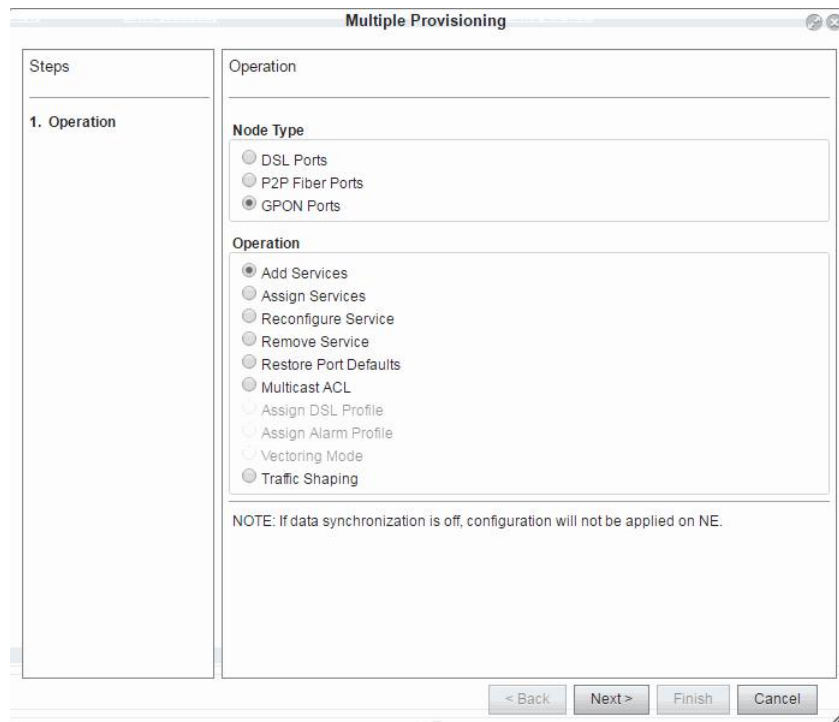 Multiple Provisioning
Steps
1. Operation
Operation
Node Type
DSL Ports
P2P Fiber Ports
GPON Ports
Operation
Add Services
Assign Services
Reconfigure Service
Remove Service
Restore Port Defaults
Multicast ACL
Assign DSL Profile
Assign Alarm Profile
Vectoring Mode
Traffic Shaping
NOTE: If data synchronization is off, configuration will not be applied on NE.
< Back
Next >
Finish
Cancel